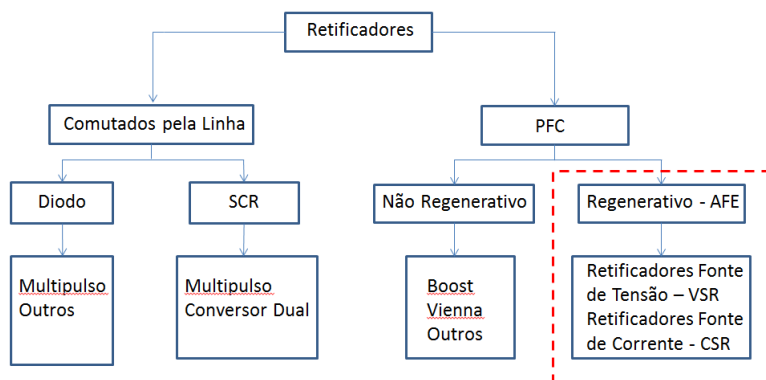 Retificadores
Comutados pela Linha
PFC
Diodo
SCR
Não Regenerativo
Regenerativo - AFE
Multipulso
Outros
Multipulso
Conversor Dual
Boost
Vienna
Outros
Retificadores Fonte
de Tensão – VSR
Retificadores Fonte
de Corrente - CSR